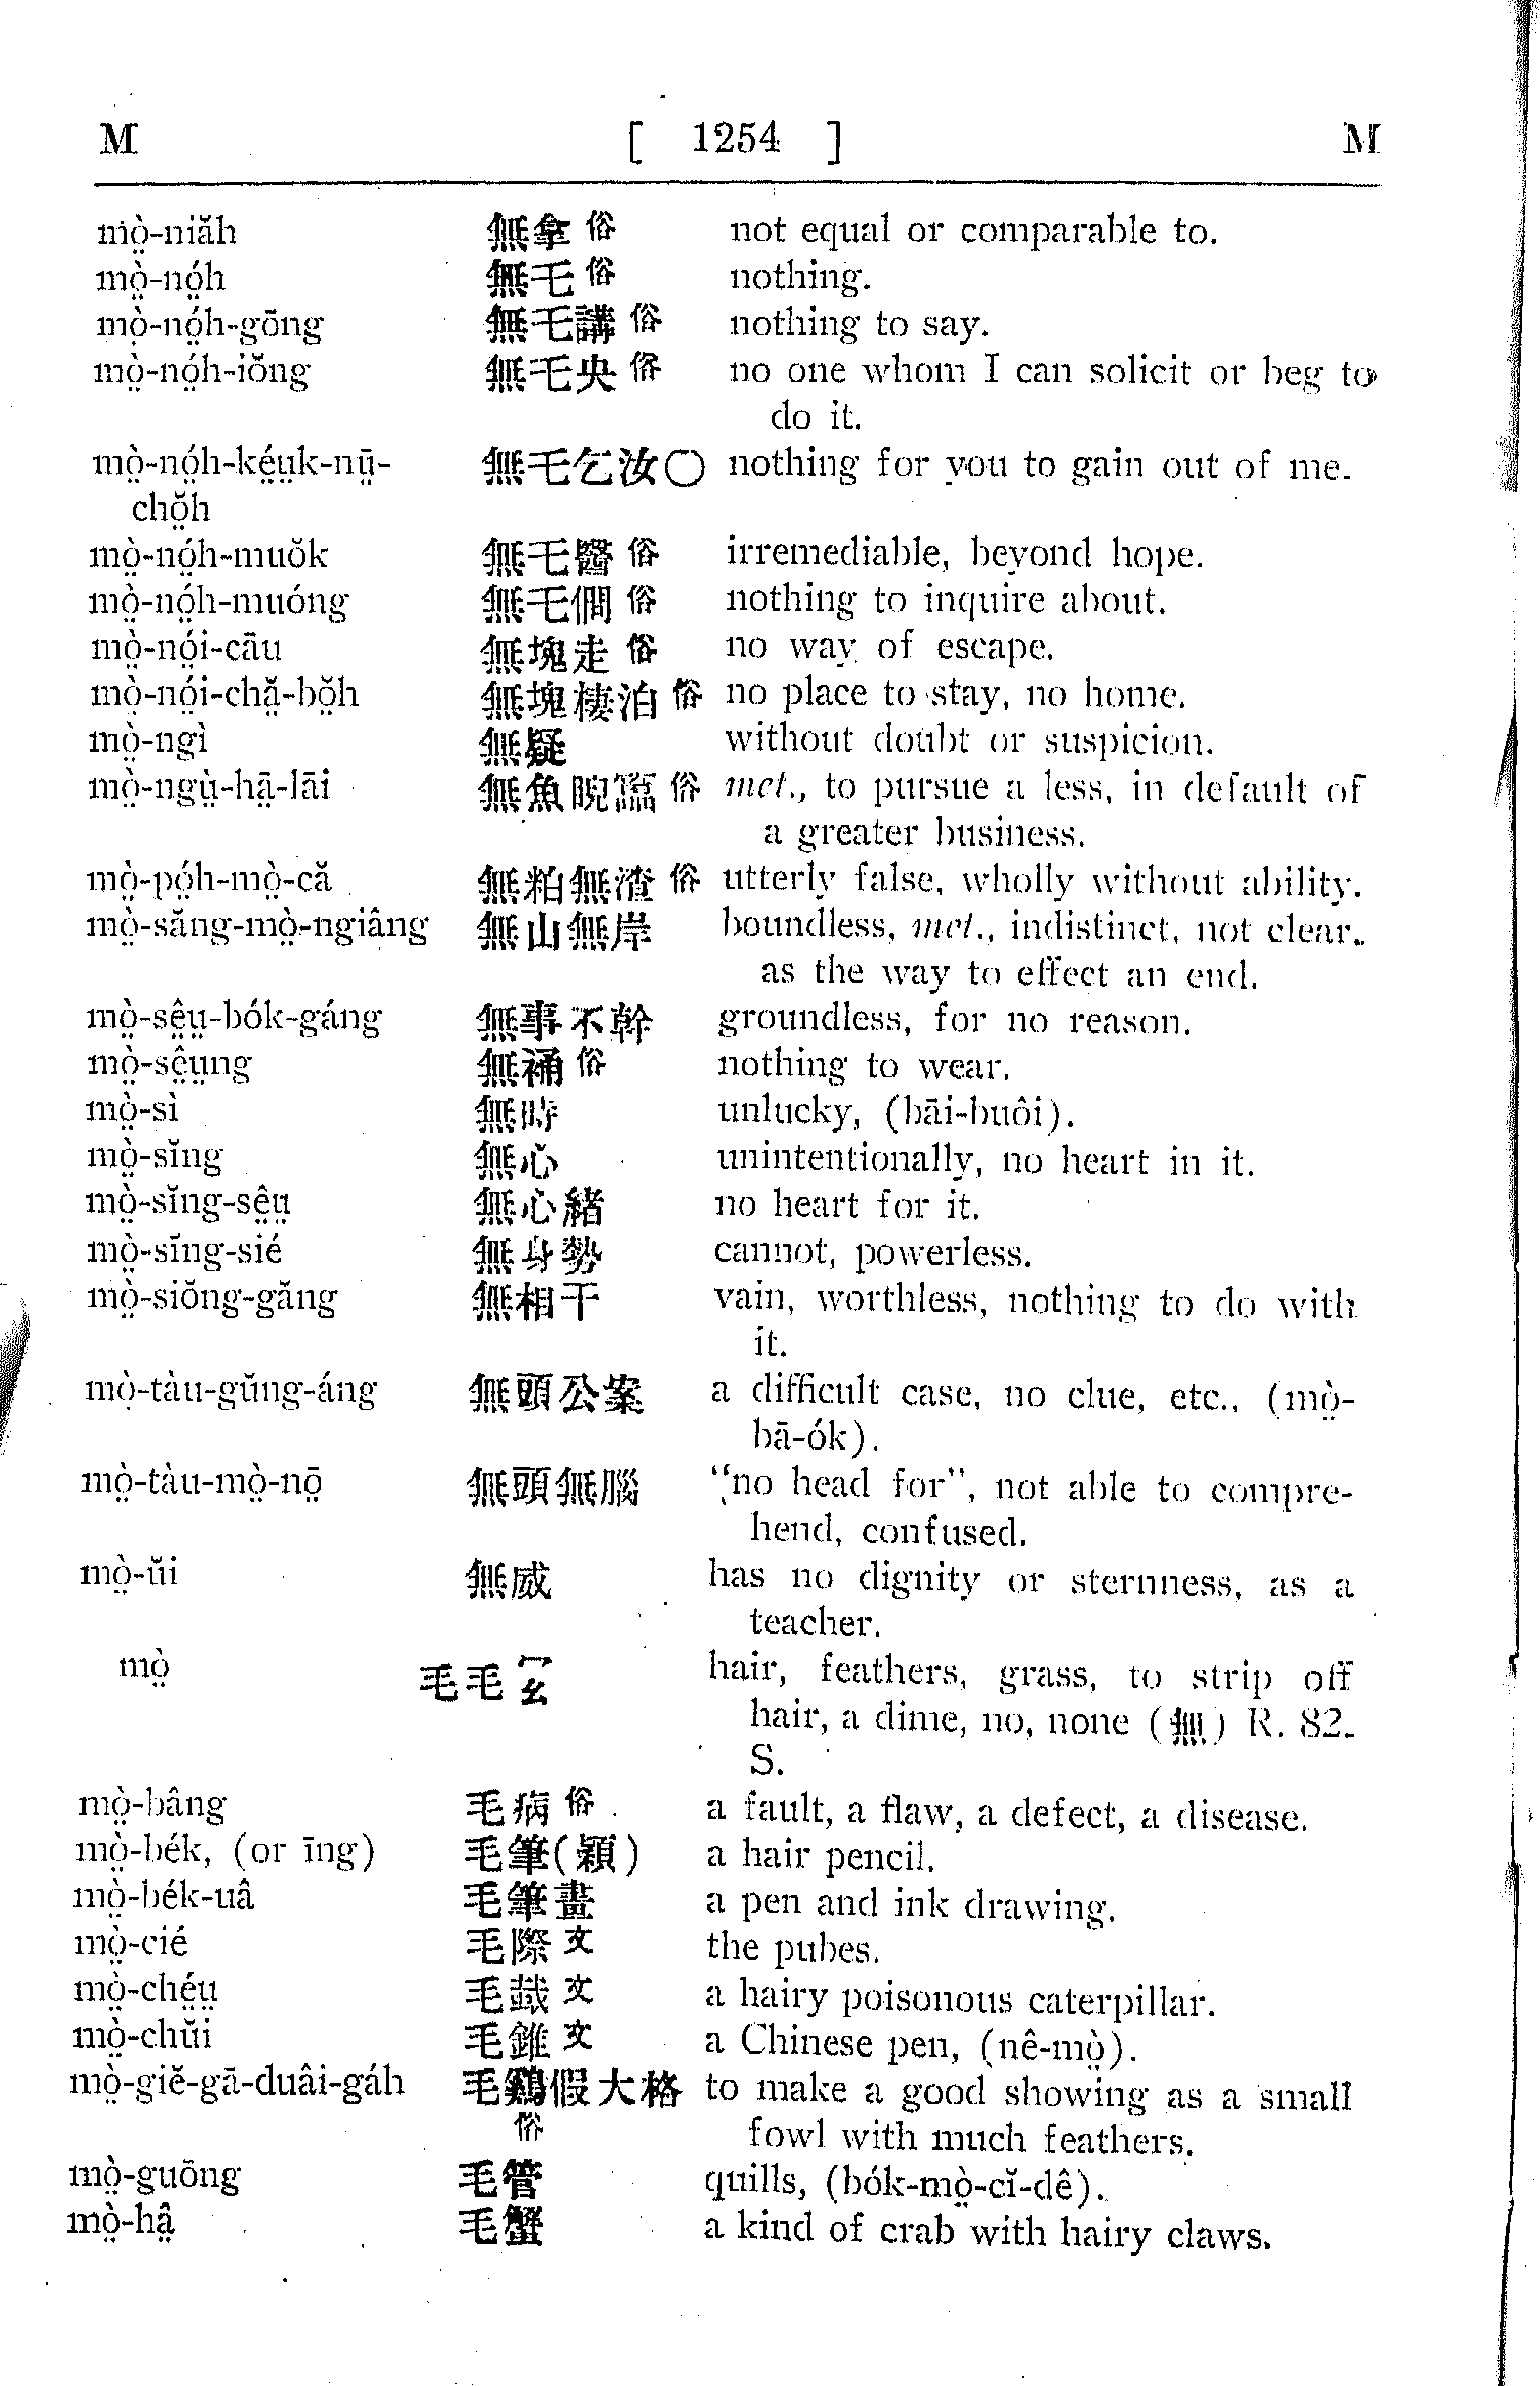 M [ 1254 ] M
mò̤-niăh 無拿俗 not equal or comparable to.
mò̤-nó̤h 無乇俗 nothing.
mò̤-nó̤h-gōng 無乇講俗 nothing to say.
mò̤-nó̤h-iŏng 無乇央俗 no one whom I can solicit or beg to
do it.
mò̤-nó̤h-ké̤ṳk-nṳ̄- 無乇乞汝〇 nothing for you to gain out of me.
chŏ̤h
mò̤-nó̤h-muŏk 無乇醫俗 irremediable, beyond hope.
mò̤-nó̤h-muóng 無乇僩俗 nothing to inquire about.
mò̤-nó̤i-cāu 無塊走俗 no way of escape.
mò̤-nó̤i-chă̤-bŏ̤h 無塊棲泊俗 no place to stay, no home.
mò̤-ngì 無疑 without doubt or suspicion.
mò̤-ngṳ̀-hā̤-lāi 無魚睨俗 met., to pursue a less, in default of
a greater business.
mò̤-pó̤h-mò̤-că 無粕無渣俗 utterly false, wholly without ability.
mò̤-săng-mò̤-ngiâng 無山無岸 boundless, met., indistinct, not clear,
as the way to effect an end.
mò̤-sê̤ṳ-bók-gáng 無事不幹 groundless, for no reason.
mò̤-sê̤ṳng 無䘄俗 nothing to wear.
mò̤-sì 無時 unlucky, (bāi-buôi).
mò̤-sĭng 無心 unintentionally, no heart in it.
mò̤-sĭng-sê̤ṳ 無心緒 no heart for it.
mò̤-sĭng-sié 無身勢 cannot, powerless.
mò̤-siŏng-găng 無相干 vain, worthless, nothing to do with
it.
mò̤-tàu-gŭng-áng 無頭公案 a difficult case, no clue, etc., (mò̤-
bā-ók).
mò̤-tàu-mò̤-nō̤ 無頭無腦 "no head for", not able to compre-
hend, confused.
mò̤-ŭi 無威 has no dignity or sternness, as a
teacher.
mò̤ 毛毛 hair, feathers, grass, to strip off
hair, a dime, no, none (無) R. 82.
S.
mò̤-bâng 毛病俗 a fault, a flaw, a defect, a disease.
mò̤-bék, (or īng) 毛筆(穎) a hair pencil.
mò̤-bék-uâ 毛筆畫 a pen and ink drawing.
mò̤-cié 毛際文 the pubes.
mò̤-ché̤ṳ 毛蛓文 a hairy poisonous caterpillar.
mò̤-chŭi 毛錐文 a Chinese pen, (nê-mò̤).
mò̤-giĕ-gā-duâi-gáh 毛鷄假大格 to make a good showing as a small
俗 fowl with much feathers.
mò̤-guōng 毛管 quills, (bók-mò̤-cĭ-dê).
mò̤-hâ̤ 毛蟹 a kind of crab with hairy claws.